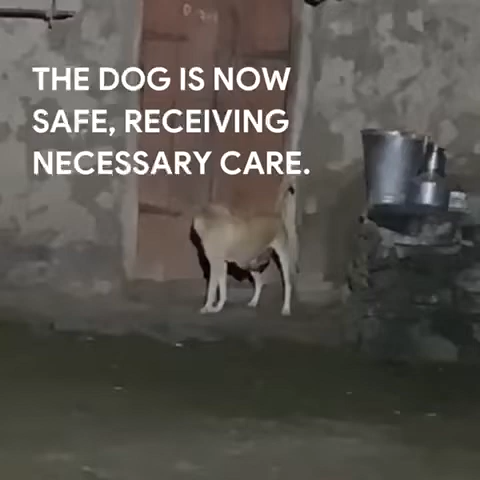 THE DOG IS NOW
SAFE, RECEIVING
NECESSARY CARE.